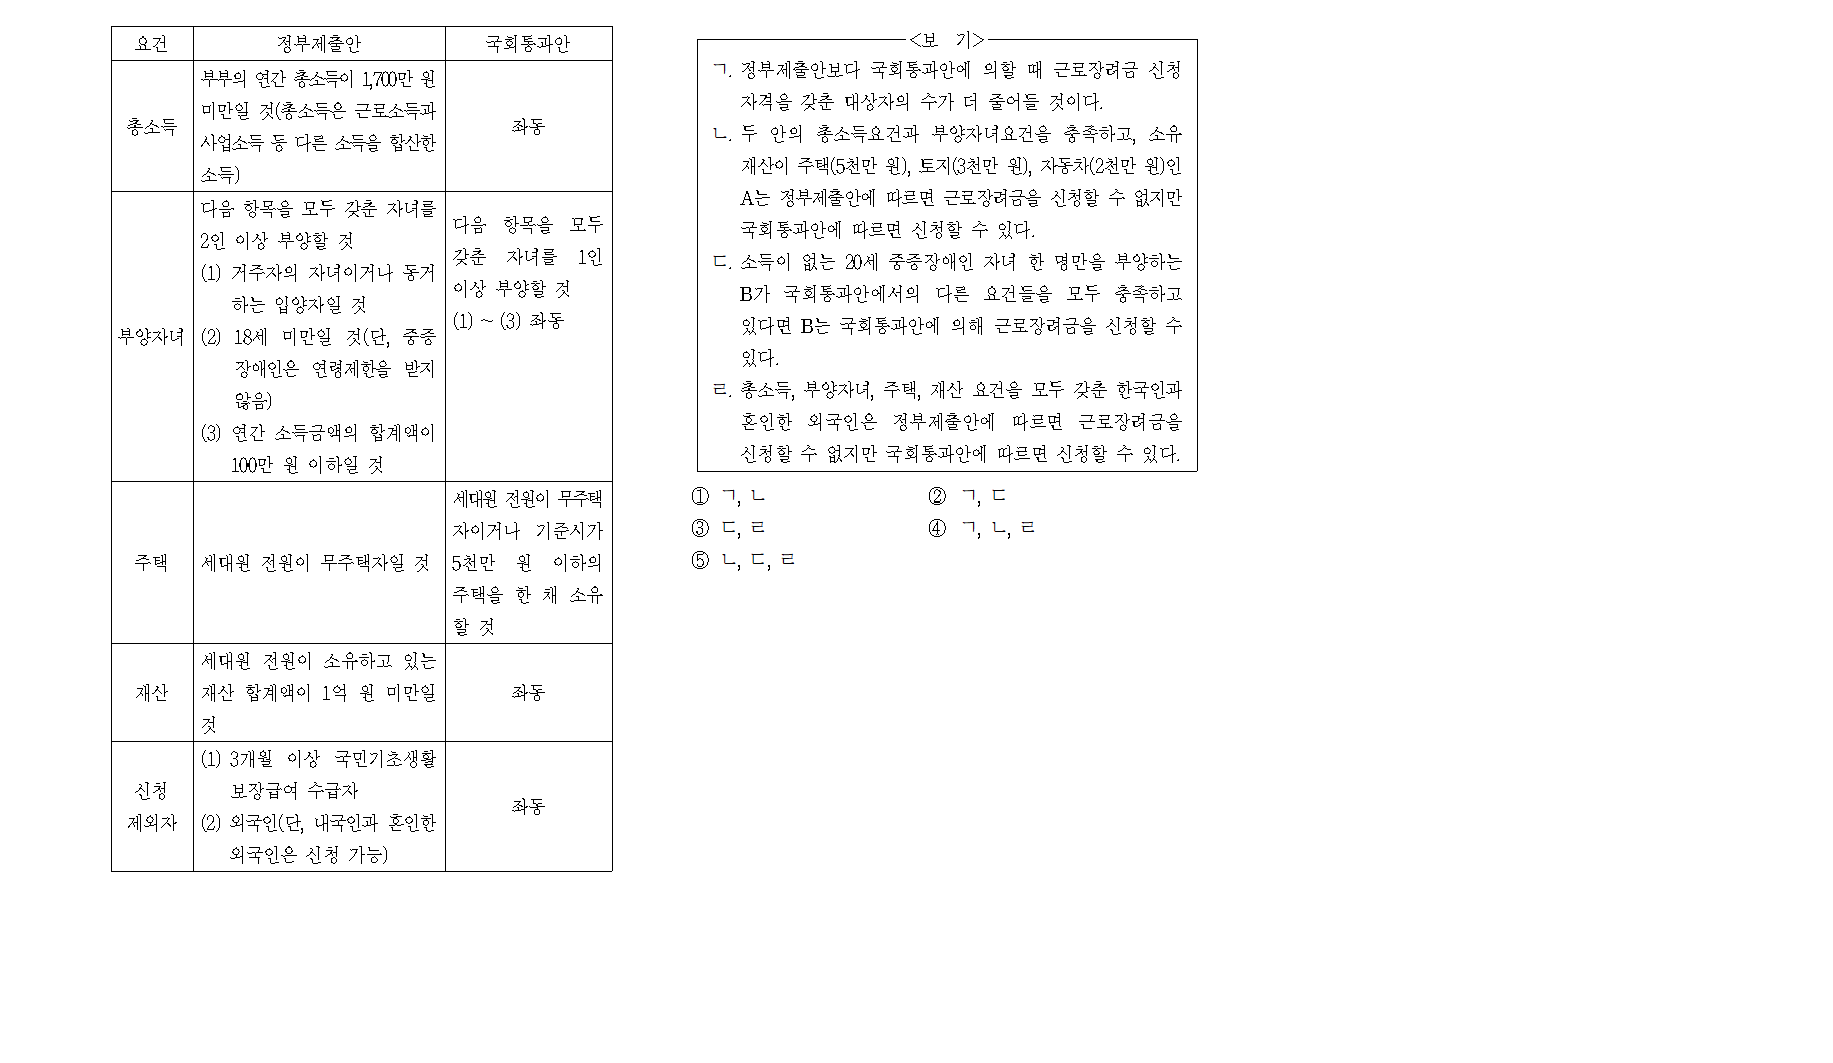 요건 정부제출안 국회통과안
총소득
부부의 연간 총소득이 1,700만 원
미만일 것(총소득은 근로소득과
사업소득 등 다른 소득을 합산한
소득)
좌동
부양자녀
다음 항목을 모두 갖춘 자녀를
2인 이상 부양할 것
(1) 거주자의 자녀이거나 동거
하는 입양자일 것
(2) 18세 미만일 것(단, 중증
장애인은 연령제한을 받지
않음)
(3) 연간 소득금액의 합계액이
100만 원 이하일 것
다음 항목을 모두
갖춘 자녀를 1인
이상 부양할 것
(1) ~ (3) 좌동
주택
세대원 전원이 무주택자일 것
세대원 전원이 무주택
자이거나 기준시가
5천만 원 이하의
주택을 한 채 소유
할 것
재산
세대원 전원이 소유하고 있는
재산 합계액이 1억 원 미만일
것
좌동
신청
제외자
(1) 3개월 이상 국민기초생활
보장급여 수급자
(2) 외국인(단, 내국인과 혼인한
외국인은 신청 가능)
좌동
<보 기>
ㄱ. 정부제출안보다 국회통과안에 의할 때 근로장려금 신청
자격을 갖춘 대상자의 수가 더 줄어들 것이다.
ㄴ. 두 안의 총소득요건과 부양자녀요건을 충족하고, 소유
재산이 주택(5천만 원), 토지(3천만 원), 자동차(2천만 원)인
A는 정부제출안에 따르면 근로장려금을 신청할 수 없지만
국회통과안에 따르면 신청할 수 있다.
ㄷ. 소득이 없는 20세 중증장애인 자녀 한 명만을 부양하는
B가 국회통과안에서의 다른 요건들을 모두 충족하고
있다면 B는 국회통과안에 의해 근로장려금을 신청할 수
있다.
ㄹ. 총소득, 부양자녀, 주택, 재산 요건을 모두 갖춘 한국인과
혼인한 외국인은 정부제출안에 따르면 근로장려금을
신청할 수 없지만 국회통과안에 따르면 신청할 수 있다.
① ㄱ, ㄴ ② ㄱ, ㄷ
③ ㄷ, ㄹ ④ ㄱ, ㄴ, ㄹ
⑤ ㄴ, ㄷ, ㄹ